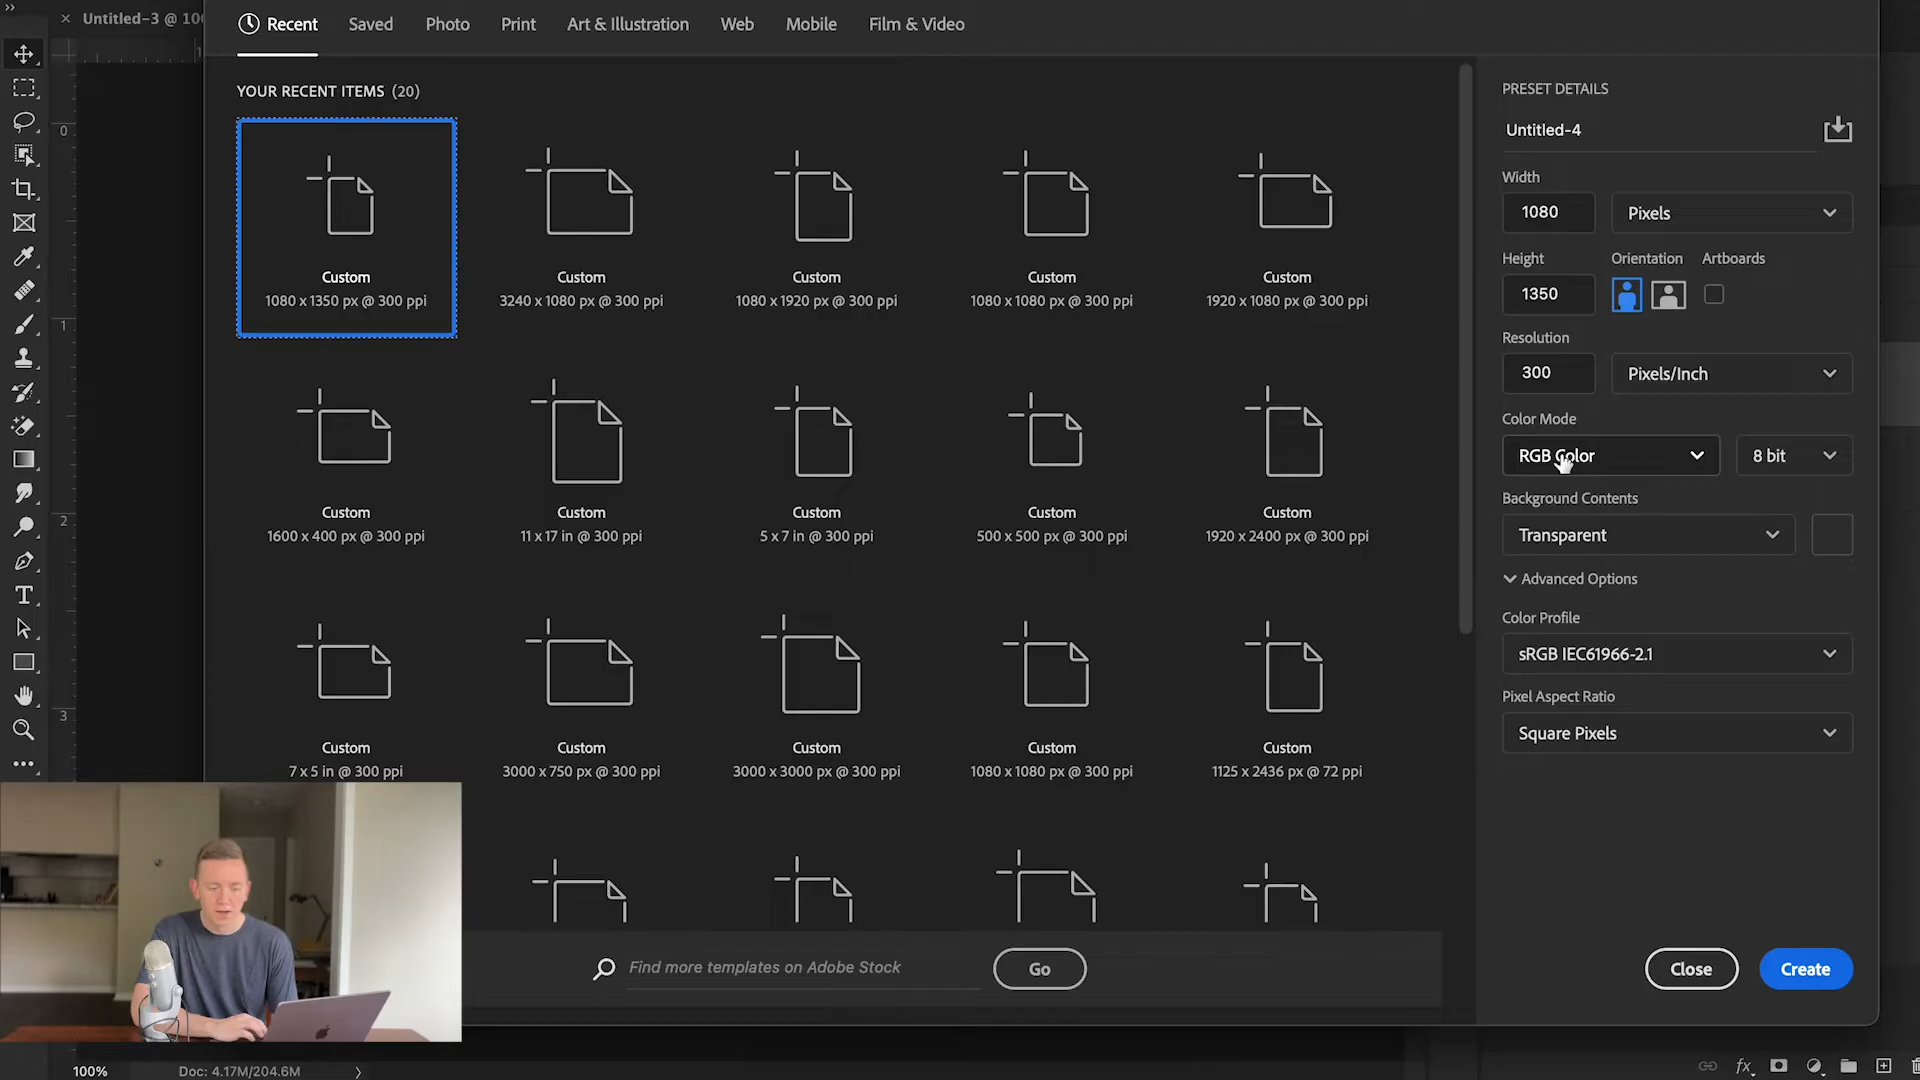 Untitled-3 @ 100
Recent
Saved
Photo
Print
Art & Illustration
Web
Mobile
Film & Video
YOUR RECENT ITEMS (20)
Custom
1080 x 1350 px @ 300 ppi
Custom
3240 x 1080 px @ 300 ppi
Custom
1080 x 1920 px @ 300 ppi
Custom
1080 x 1080 px @ 300 ppi
Custom
1920 x 1080 px @ 300 ppi
Custom
1600 x 400 px @ 300 ppi
Custom
11 x 17 in @ 300 ppi
Custom
5 x 7 in @ 300 ppi
Custom
500 x 500 px @ 300 ppi
Custom
1920 x 2400 px @ 300 ppi
Custom
7 x 5 in @ 300 ppi
Custom
3000 x 750 px @ 300 ppi
Custom
3000 x 3000 px @ 300 ppi
Custom
1080 x 1080 px @ 300 ppi
Custom
1125 x 2436 px @ 72 ppi
Find more templates on Adobe Stock
Go
PRESET DETAILS
Untitled-4
Width
1080
Pixels
Height
Orientation
Artboards
1350
Resolution
300
Pixels/Inch
Color Mode
RGB Color
8 bit
Background Contents
Transparent
Advanced Options
Color Profile
sRGB IEC61966-2.1
Pixel Aspect Ratio
Square Pixels
Close
Create
0
1
2
3
T
100%
Doc: 4.17M/204.6M
fx